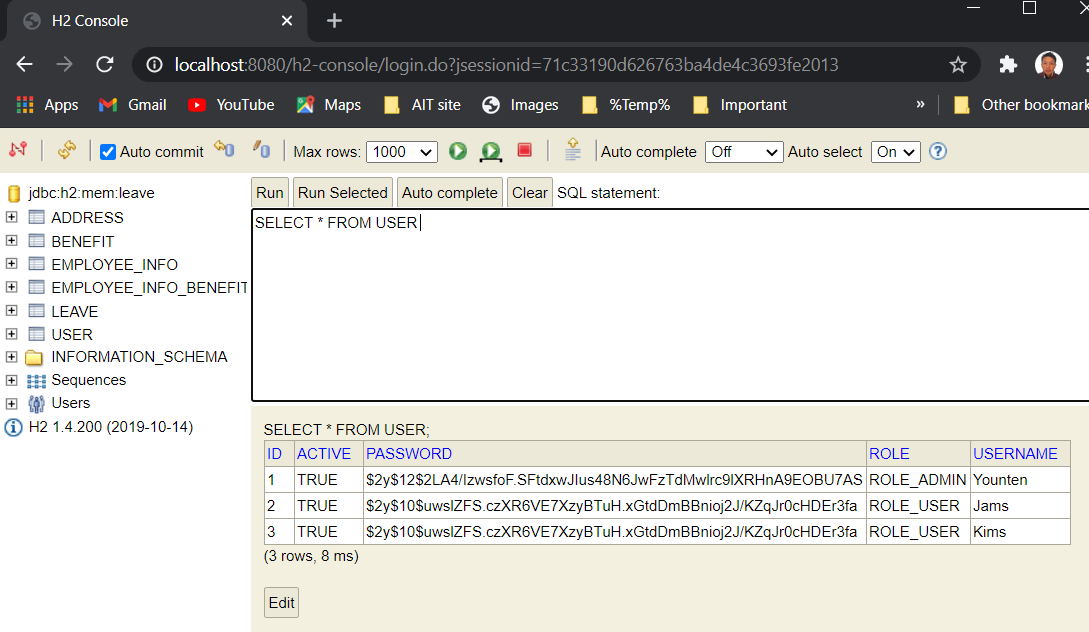 H2 Console
localhost:8080/h2-console/login.do?jsessionid=71c33190d626763ba4de4c3693fe2013
Apps Gmail YouTube Maps AIT site Images %Temp% Important » Other bookmark
Auto commit Max rows: 1000 Auto complete Off Auto select On
jdbc:h2:mem:leave
ADDRESS
BENEFIT
EMPLOYEE_INFO
EMPLOYEE_INFO_BENEFIT
LEAVE
USER
INFORMATION_SCHEMA
Sequences
Users
H2 1.4.200 (2019-10-14)
Run Run Selected Auto complete Clear SQL statement:
SELECT * FROM USER
SELECT * FROM USER;
ID ACTIVE PASSWORD ROLE USERNAME
1 TRUE $2y$12$2LA4/IzwsfoF.SFtdxwJIus48N6JwFzTdMwlrc9lXRHnA9EOBU7AS ROLE_ADMIN Younten
2 TRUE $2y$10$uwslZFS.czXR6VE7XzyBTuH.xGtdDmBBnioj2J/KZqJr0cHDEr3fa ROLE_USER Jams
3 TRUE $2y$10$uwslZFS.czXR6VE7XzyBTuH.xGtdDmBBnioj2J/KZqJr0cHDEr3fa ROLE_USER Kims
(3 rows, 8 ms)
Edit